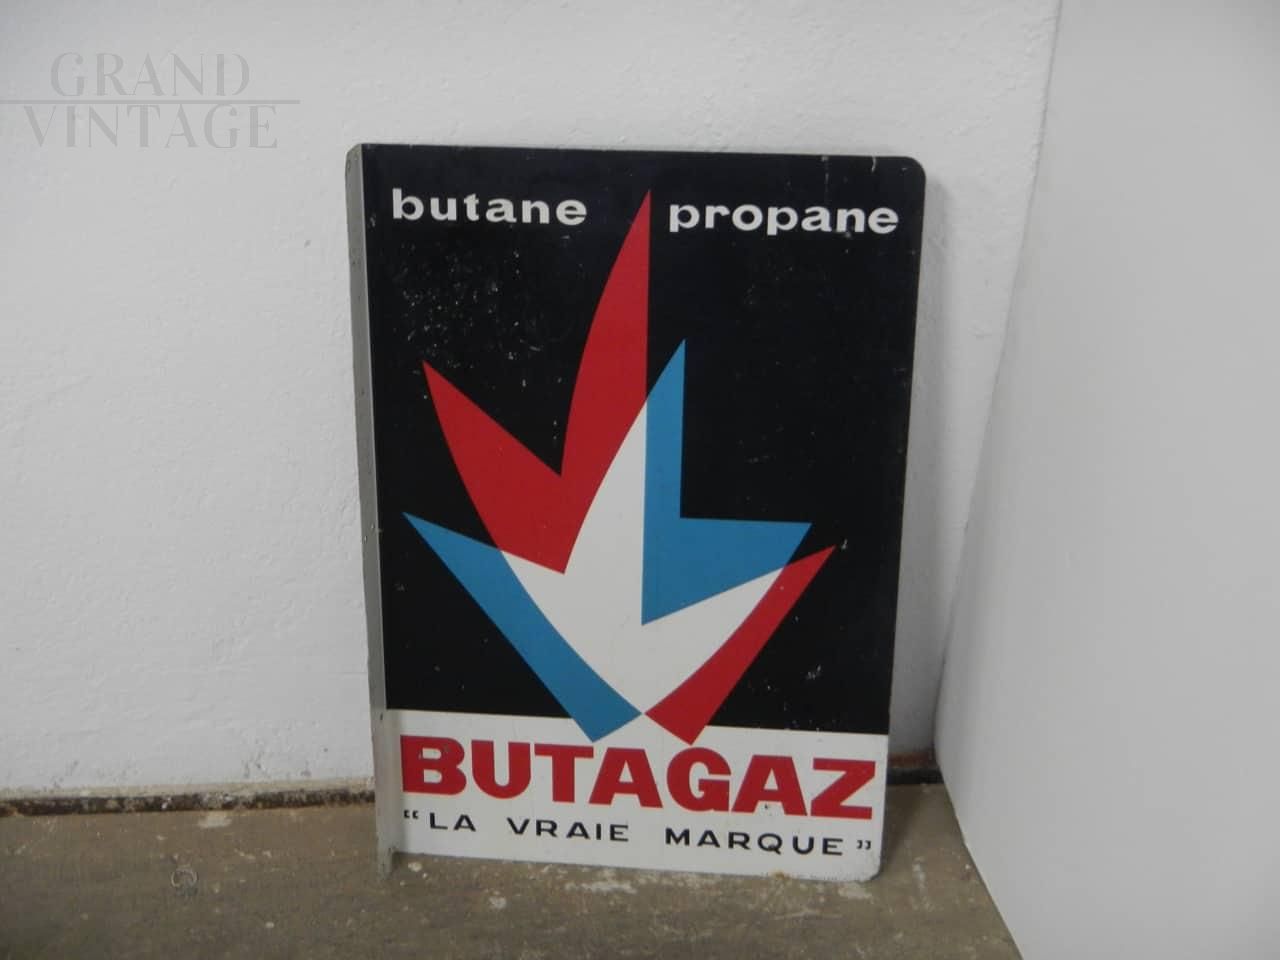 GRAND
VINTAGE
butane propane
BUTAGAZ
"LA VRAIE MARQUE"